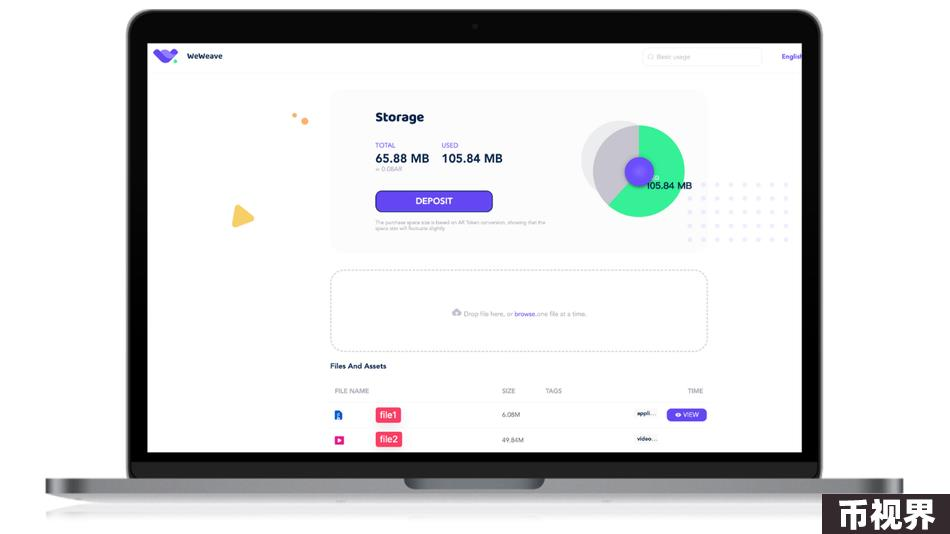 WeWeave
Basic usage
English
Storage
TOTAL USED
65.88 MB 105.84 MB
≈ 0.08AR
DEPOSIT
The purchase space size is based on AR Token conversion, showing that the
space size will fluctuate slightly
105.84 MB
Drop file here, or browse.one file at a time.
Files And Assets
FILE NAME SIZE TAGS TIME
file1 6.08M appli... VIEW
file2 49.84M video...
币视界